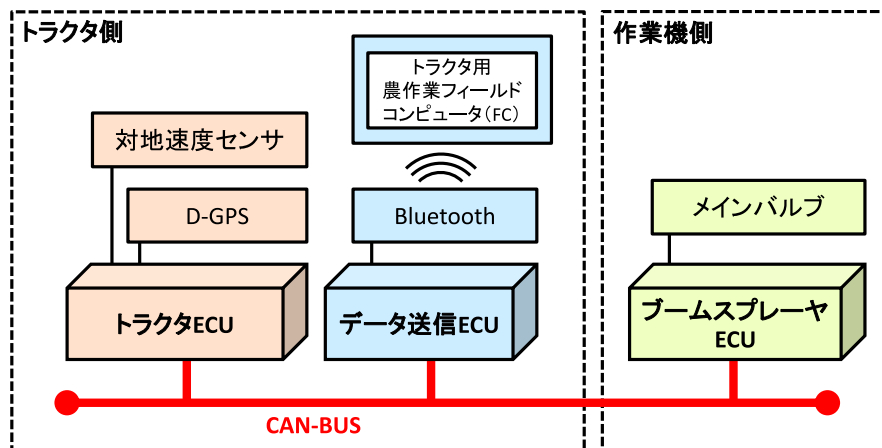 トラクタ側
作業機側
トラクタ用
農作業フィールド
コンピュータ(FC)
対地速度センサ
D-GPS
Bluetooth
メインバルブ
トラクタECU
データ送信ECU
ブームスプレーヤ
ECU
CAN-BUS